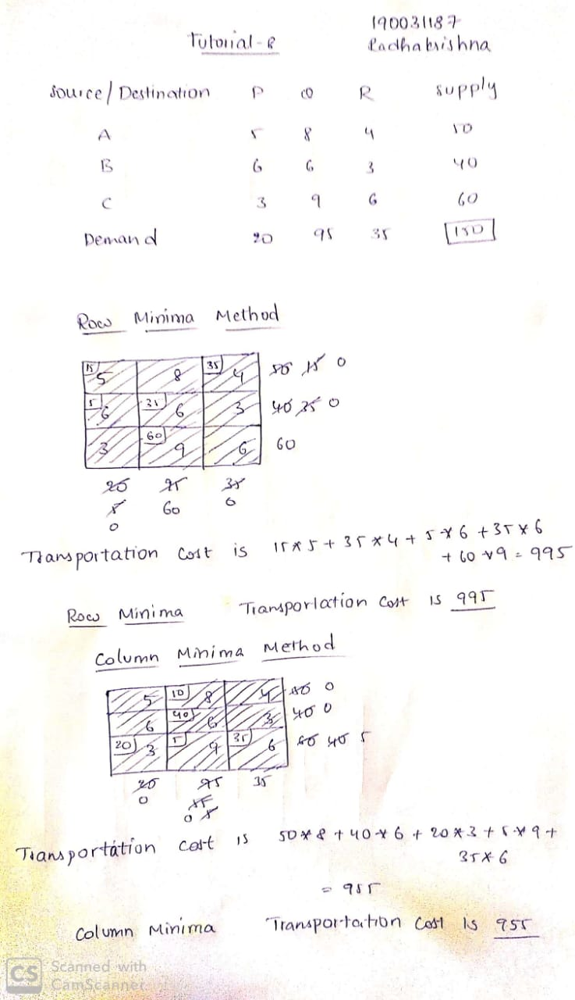 190031187
Tutorial-8 Radhakrishna
Source/Destination P Q R Supply
A 5 8 4 50
B 6 6 3 40
C 3 9 6 60
Demand 20 95 35 150
Row Minima Method
15 5 8 35 4 50 15 0
5 6 35 6 3 40 35 0
3 60 9 6 60
20 95 35
5 60 0
0
Transportation Cost is 15*5+35*4+5*6+35*6
+60*9=995
Row Minima Transportation Cost is 995
Column Minima Method
5 10 8 4 50 0
6 40 6 3 40 0
20 3 5 9 35 6 60 40 5
20 95 35
0 45
0 5
Transportation cost is 50*8+40*6+20*3+5*9+
35*6
= 955
Column Minima Transportation Cost is 955
CS Scanned with
CamScanner